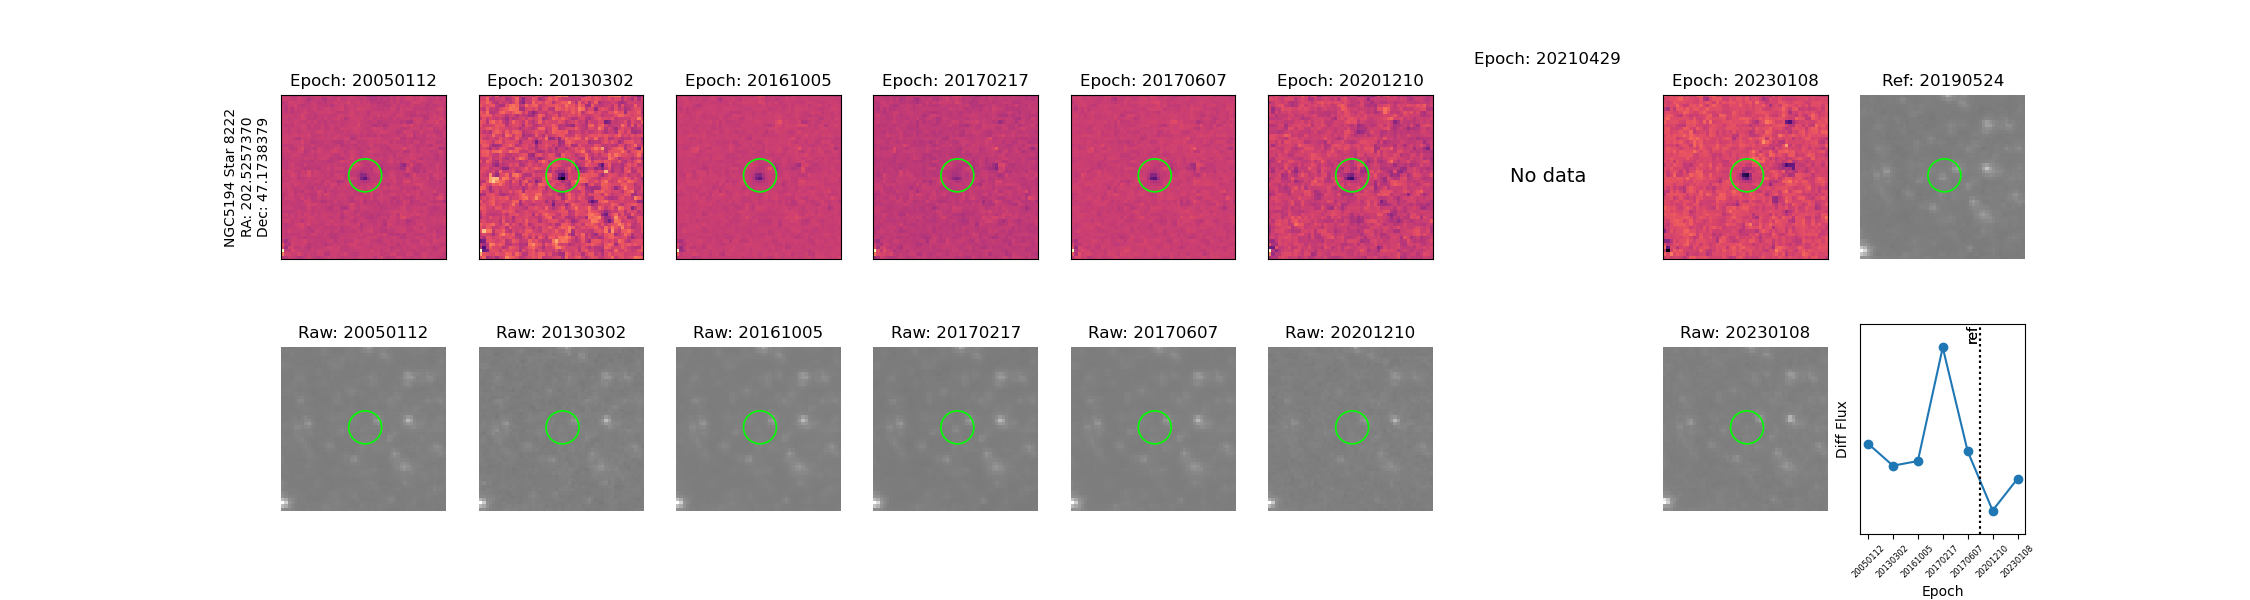 Epoch: 20210429
Epoch: 20050112
Epoch: 20130302
Epoch: 20161005
Epoch: 20170217
Epoch: 20170607
Epoch: 20201210
Epoch: 20230108
Ref: 20190524
NGC5194 Star 8222
RA: 202.5257370
Dec: 47.1738379
No data
Raw: 20050112
Raw: 20130302
Raw: 20161005
Raw: 20170217
Raw: 20170607
Raw: 20201210
Raw: 20230108
ref
Diff Flux
20050112
20130302
20161005
20170217
20170607
20201210
20230108
Epoch